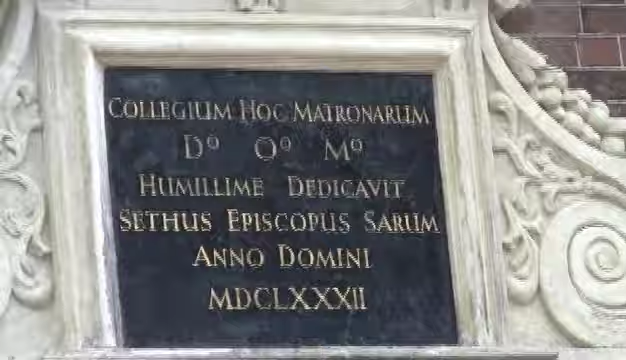 Collegium Hoc Matronarum
Dº Oº Mº
Humillime Dedicavit
Sethus Episcopus Sarum
Anno Domini
MDCLXXXII